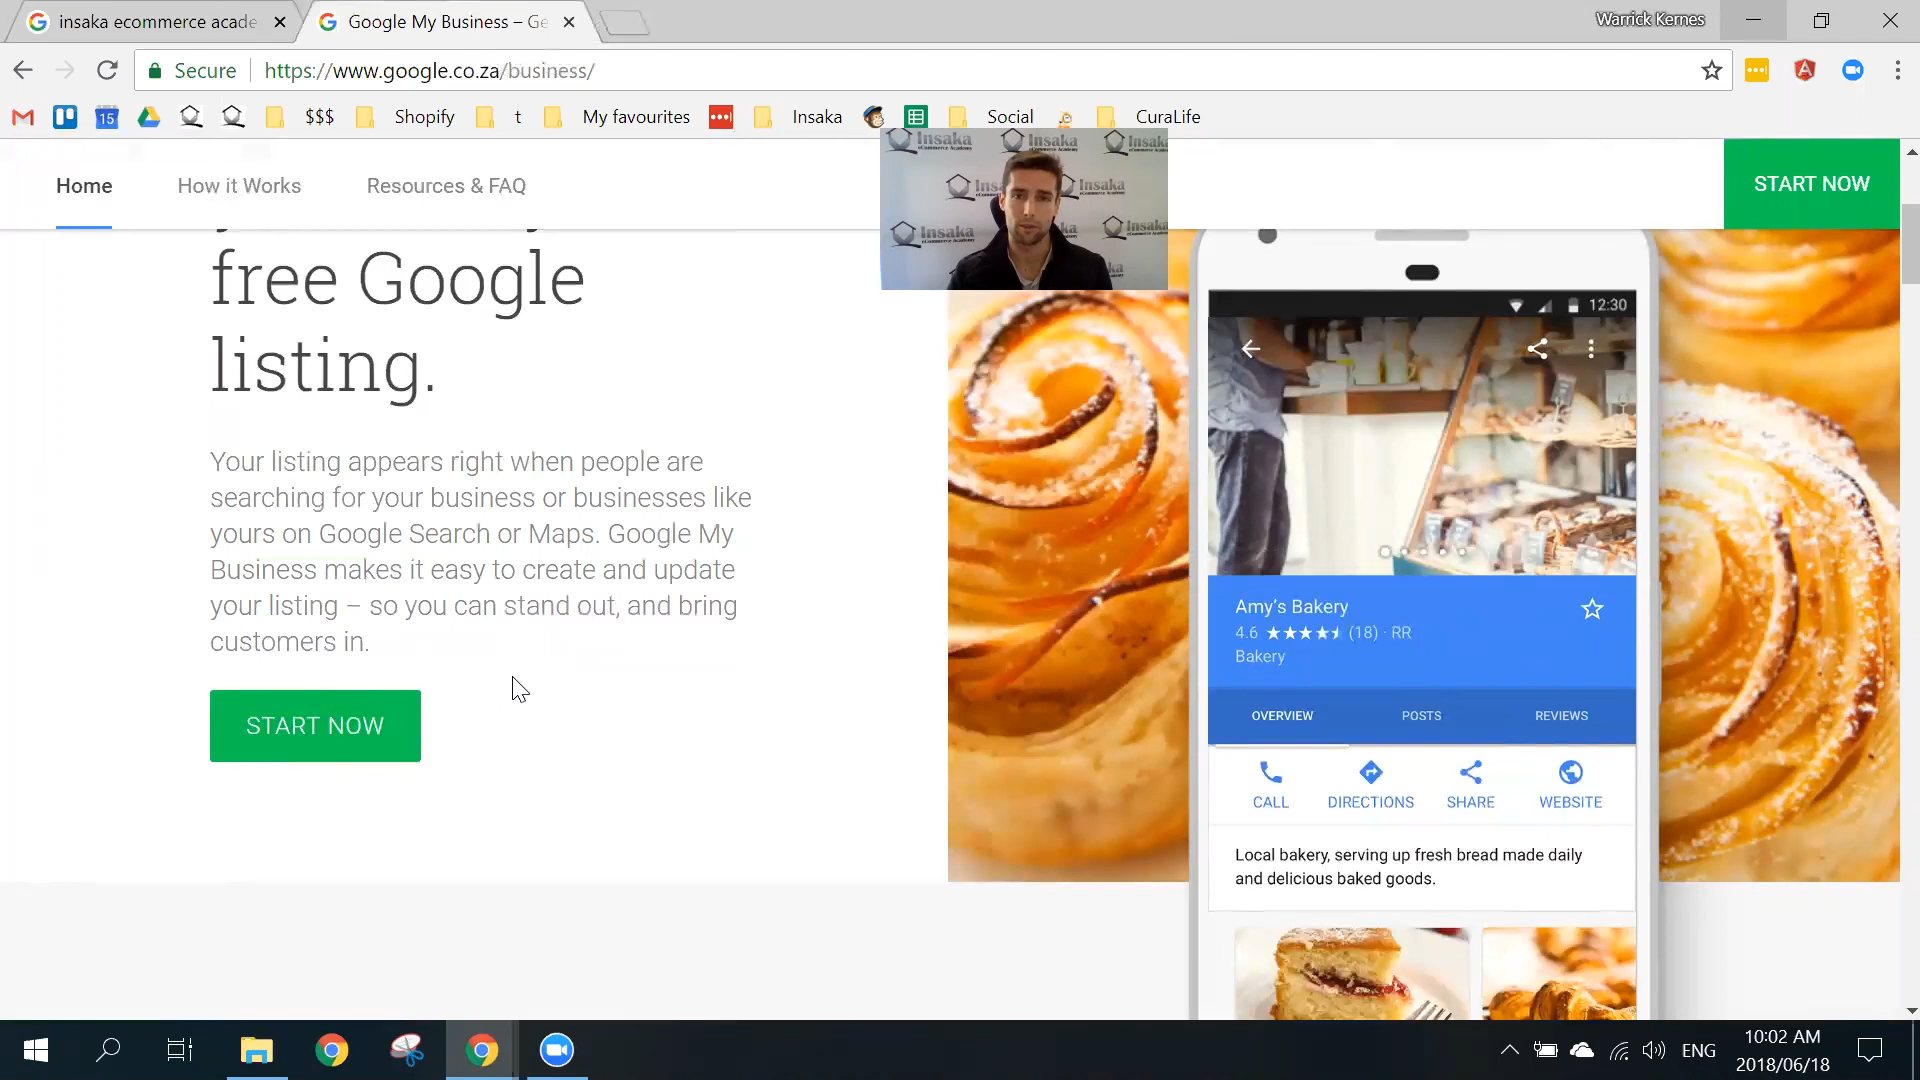 insaka ecommerce acade
Google My Business – Ge
Warrick Kernes
Secure
https://www.google.co.za/business/
15
$$$
Shopify
t
My favourites
Insaka
Social
CuraLife
Home
How it Works
Resources & FAQ
START NOW
Insaka
eCommerce Academy
free Google
listing.
Your listing appears right when people are
searching for your business or businesses like
yours on Google Search or Maps. Google My
Business makes it easy to create and update
your listing – so you can stand out, and bring
customers in.
START NOW
12:30
Amy's Bakery
4.6 (18) · RR
Bakery
OVERVIEW
POSTS
REVIEWS
CALL
DIRECTIONS
SHARE
WEBSITE
Local bakery, serving up fresh bread made daily
and delicious baked goods.
ENG
10:02 AM
2018/06/18